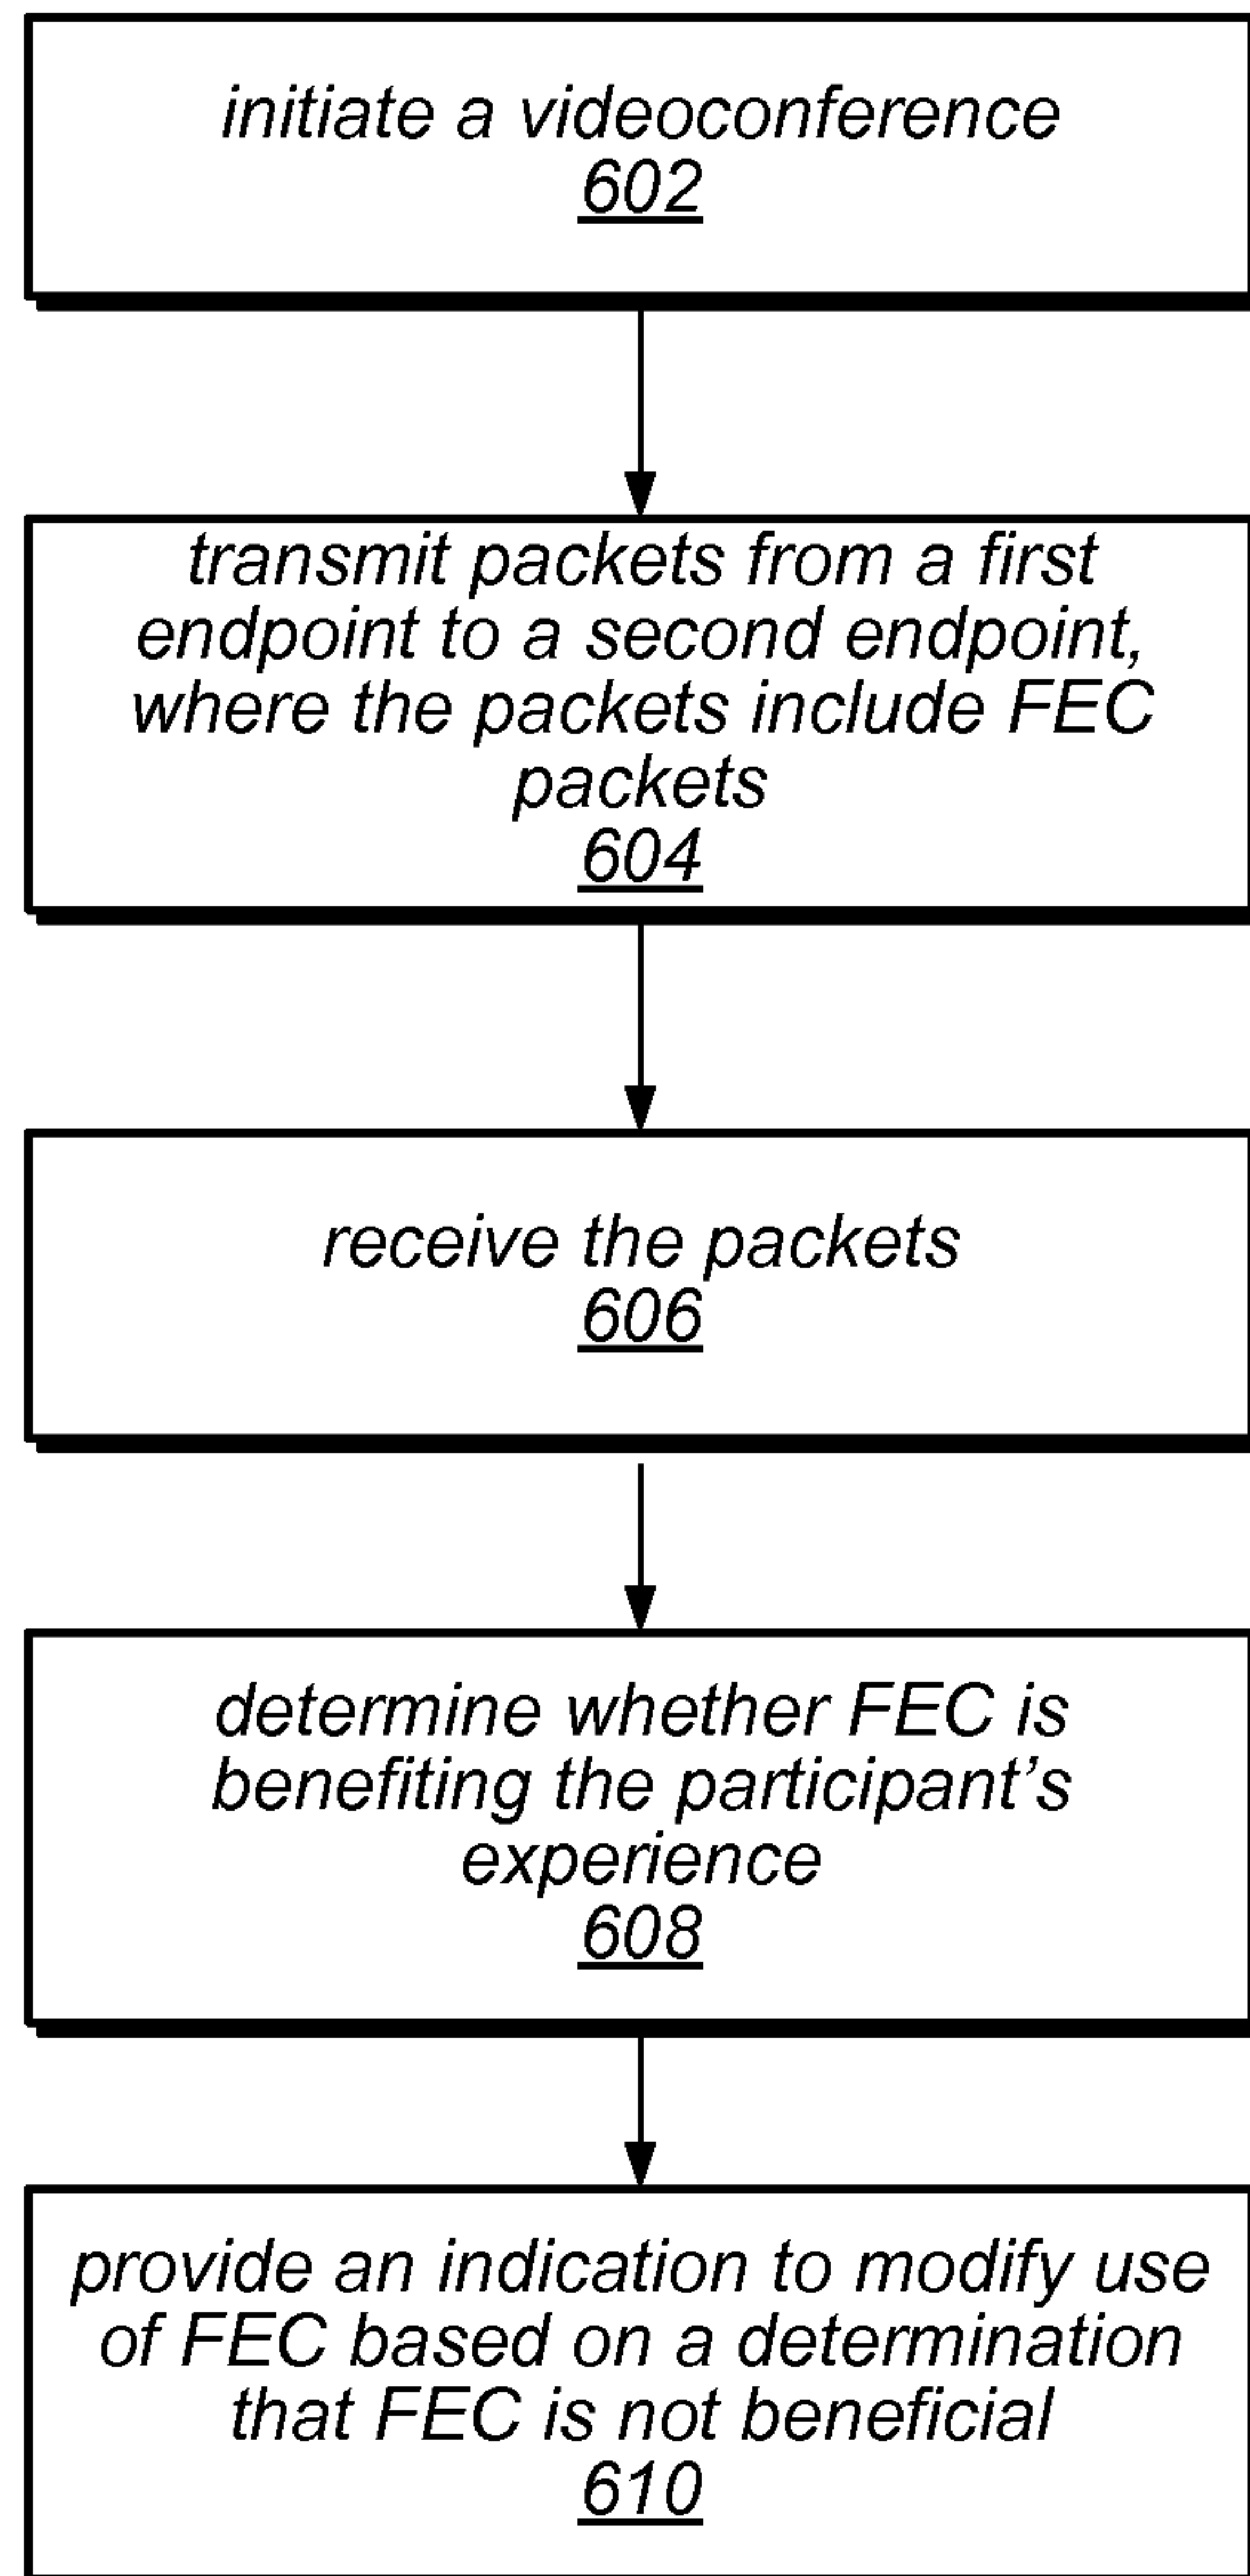 initiate a videoconference
602
transmit packets from a first
endpoint to a second endpoint,
where the packets include FEC
packets
604
receive the packets
606
determine whether FEC is
benefiting the participant’s
experience
608
provide an indication to modify use
of FEC based on a determination
that FEC is not beneficial
610